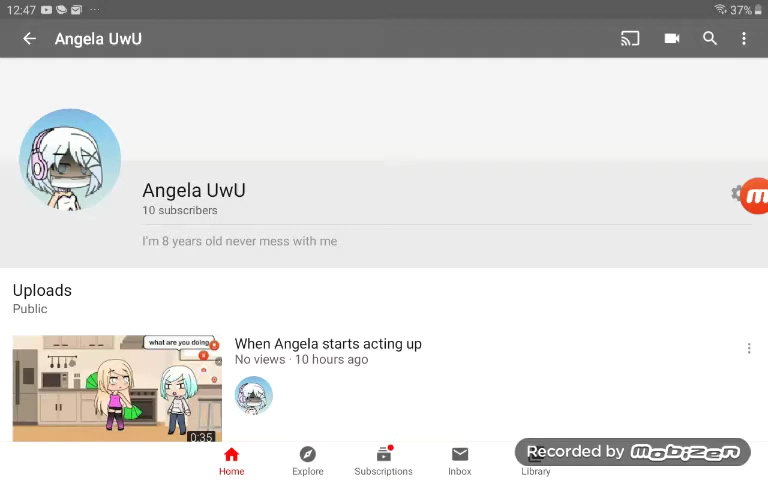 12:47
37%
Angela UwU
Angela UwU
10 subscribers
I'm 8 years old never mess with me
Uploads
Public
what are you doing
When Angela starts acting up
No views · 10 hours ago
0:35
Home
Explore
Subscriptions
Inbox
Library
Recorded by MOBIZEN